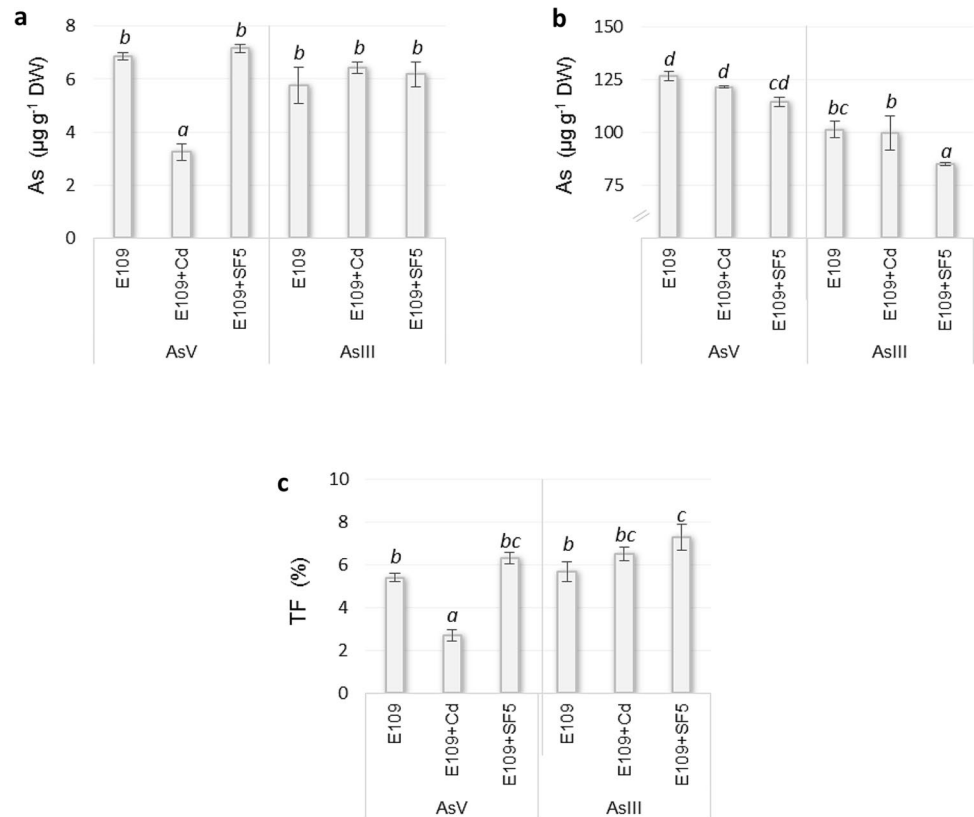 a
As (µg g-1 DW)
8
6
4
2
0
b
a
b
b
b
b
E109
E109+Cd
E109+SF5
E109
E109+Cd
E109+SF5
AsV
AsIII
b
As (µg g-1 DW)
150
125
100
75
d
d
cd
bc
b
a
E109
E109+Cd
E109+SF5
E109
E109+Cd
E109+SF5
AsV
AsIII
c
TF (%)
10
8
6
4
2
0
b
a
bc
b
bc
c
E109
E109+Cd
E109+SF5
E109
E109+Cd
E109+SF5
AsV
AsIII